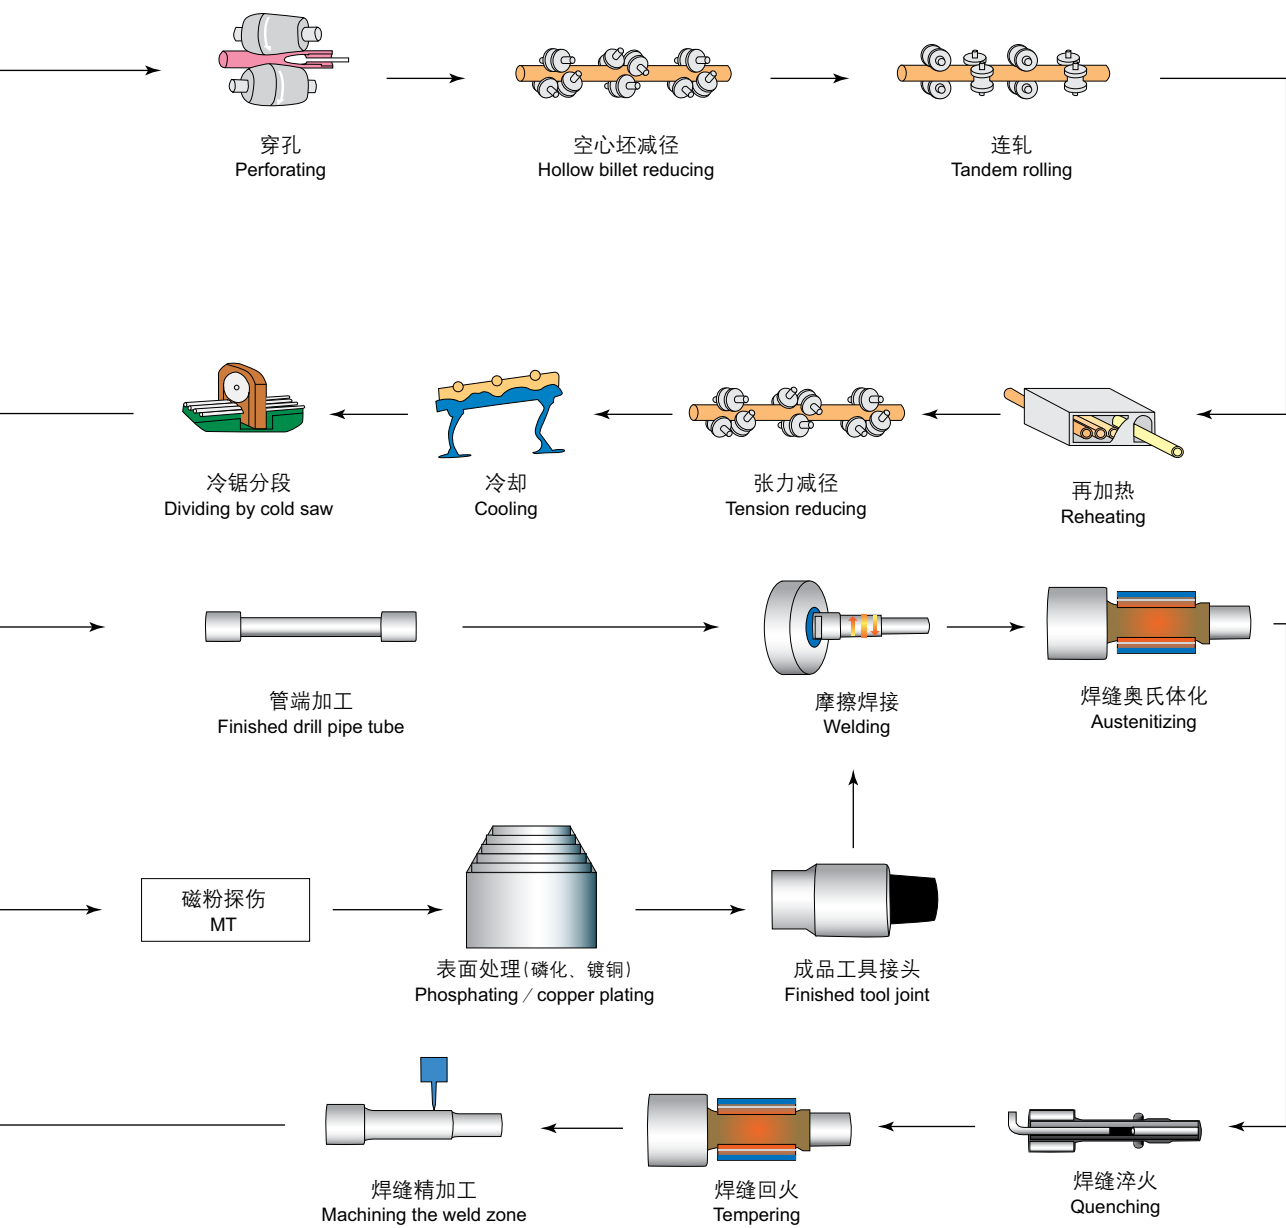 穿孔
Perforating
空心坯减径
Hollow billet reducing
连轧
Tandem rolling
冷锯分段
Dividing by cold saw
冷却
Cooling
张力减径
Tension reducing
再加热
Reheating
管端加工
Finished drill pipe tube
摩擦焊接
Welding
焊缝奥氏体化
Austenitizing
磁粉探伤
MT
表面处理(磷化、镀铜)
Phosphating / copper plating
成品工具接头
Finished tool joint
焊缝精加工
Machining the weld zone
焊缝回火
Tempering
焊缝淬火
Quenching